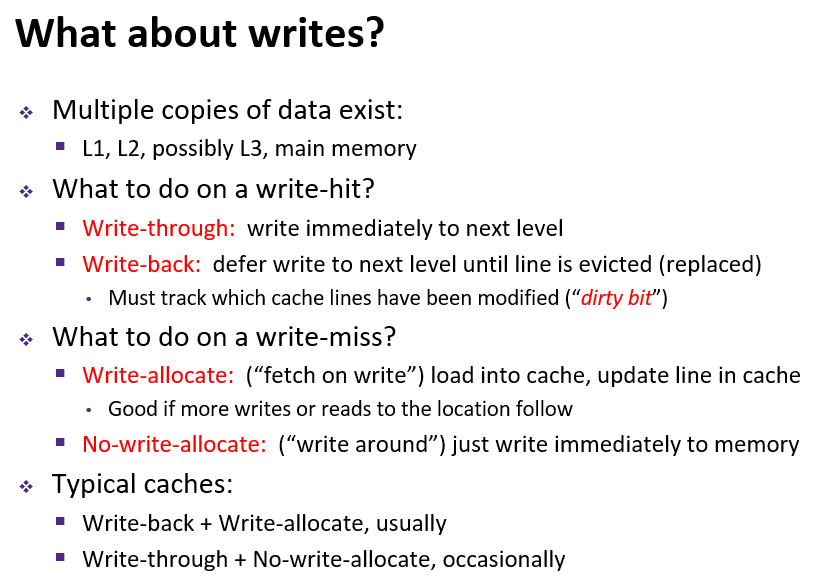 What about writes?
❖ Multiple copies of data exist:
▪ L1, L2, possibly L3, main memory
❖ What to do on a write-hit?
▪ Write-through: write immediately to next level
▪ Write-back: defer write to next level until line is evicted (replaced)
• Must track which cache lines have been modified (“dirty bit”)
❖ What to do on a write-miss?
▪ Write-allocate: (“fetch on write”) load into cache, update line in cache
• Good if more writes or reads to the location follow
▪ No-write-allocate: (“write around”) just write immediately to memory
❖ Typical caches:
▪ Write-back + Write-allocate, usually
▪ Write-through + No-write-allocate, occasionally